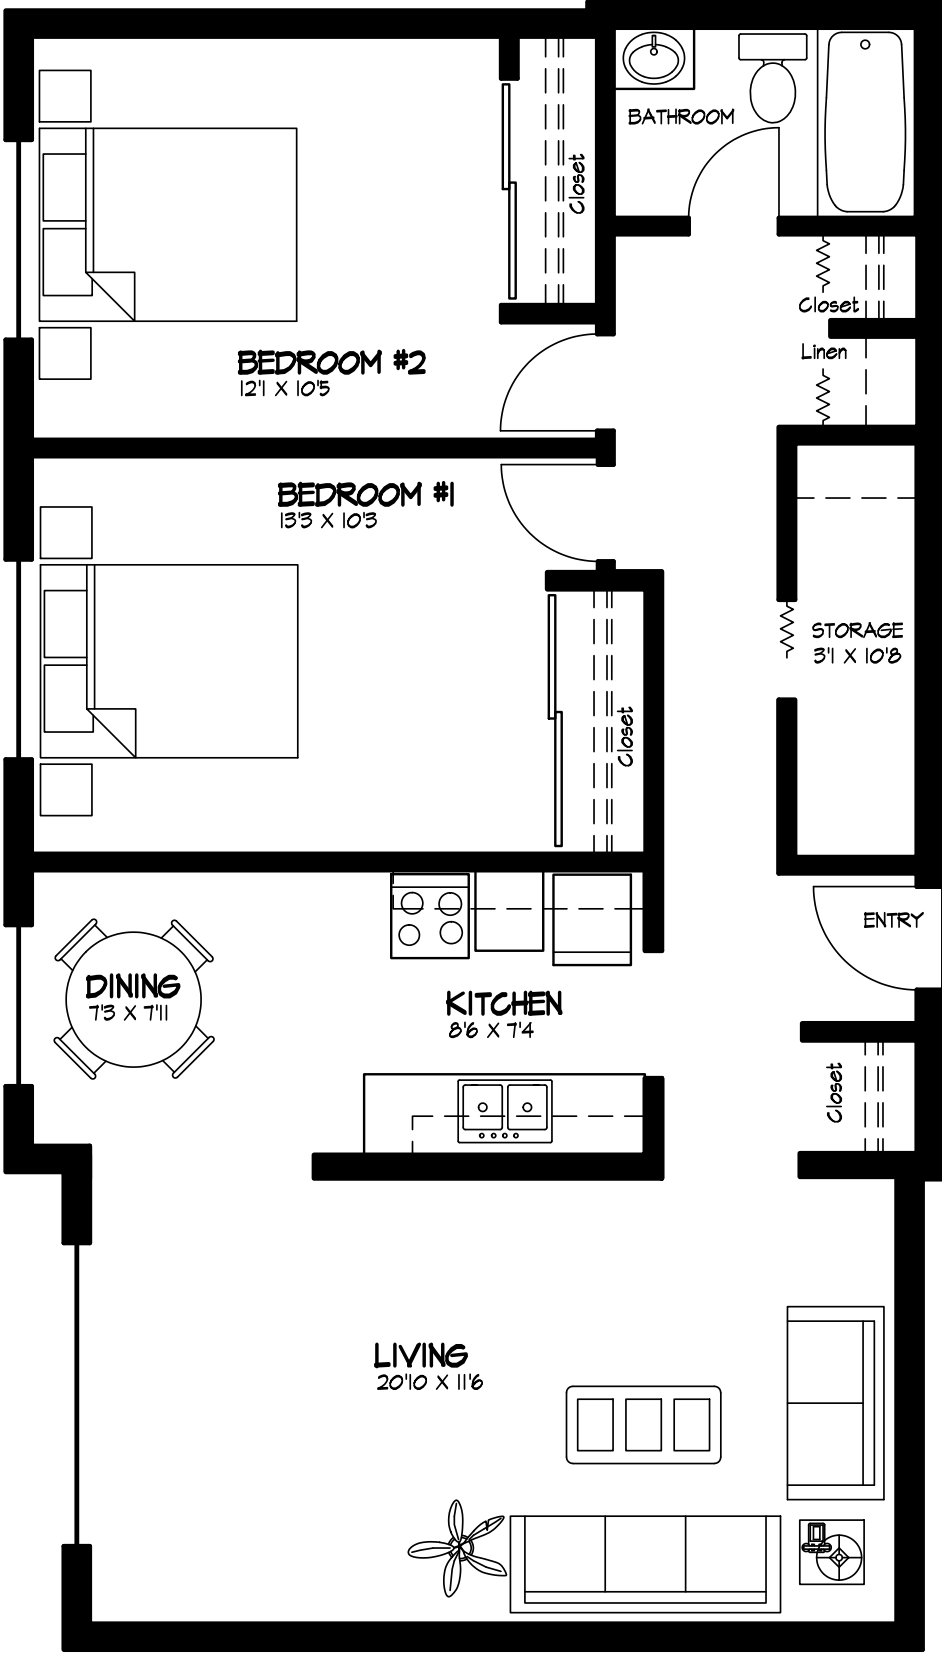 BATHROOM
Closet
Closet
Linen
BEDROOM #2
12'1 X 10'5
BEDROOM #1
13'3 X 10'3
STORAGE
3'1 X 10'8
Closet
ENTRY
DINING
7'3 X 7'11
KITCHEN
8'6 X 7'4
Closet
LIVING
20'10 X 11'6